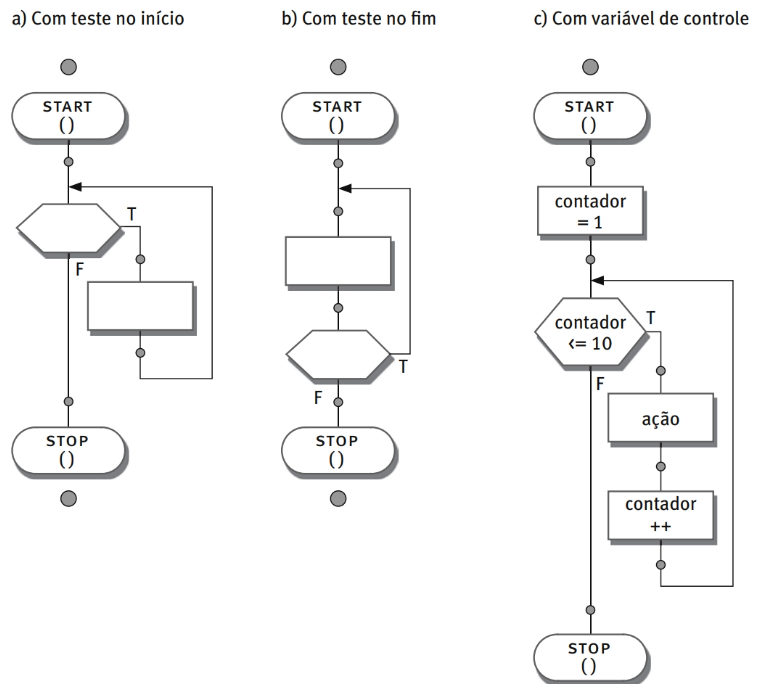 a) Com teste no início
START
()
T
F
STOP
()
b) Com teste no fim
START
()
T
F
STOP
()
c) Com variável de controle
START
()
contador
= 1
contador
<= 10
T
F
ação
contador
++
STOP
()